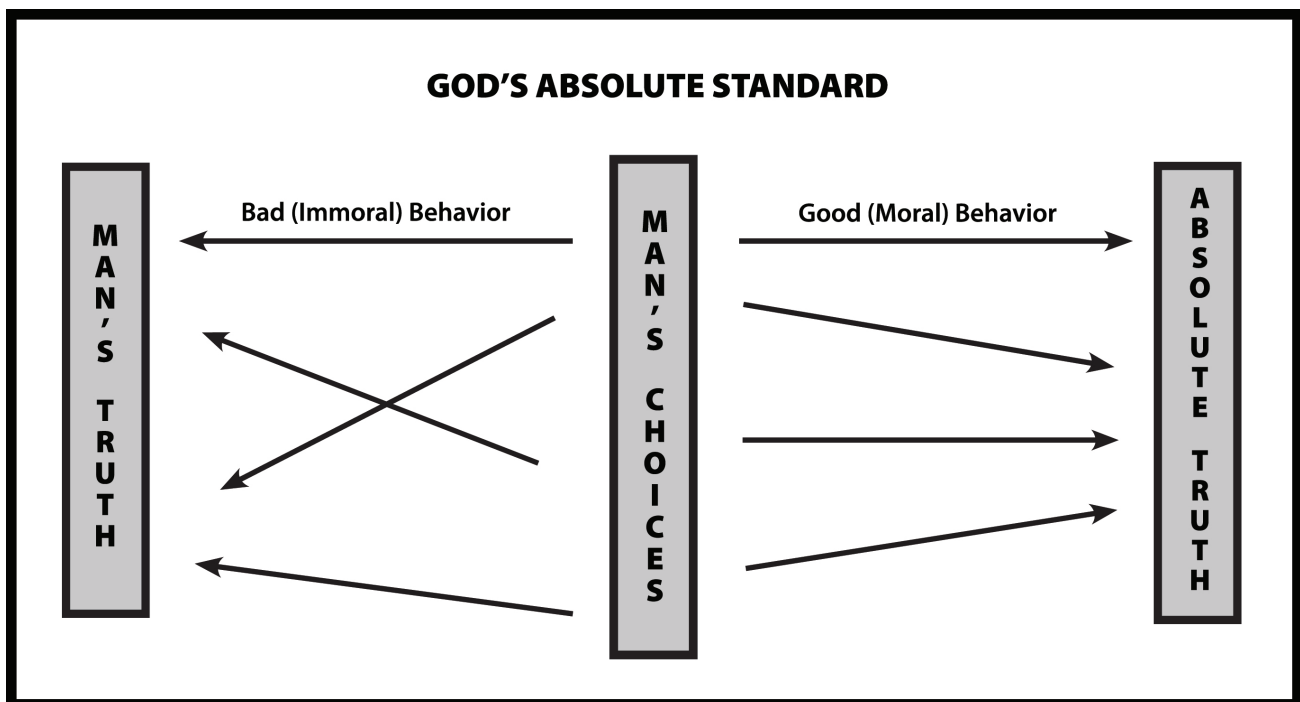 GOD'S ABSOLUTE STANDARD
Bad (Immoral) Behavior
Good (Moral) Behavior
MAN'S TRUTH
MAN'S CHOICES
ABSOLUTE TRUTH